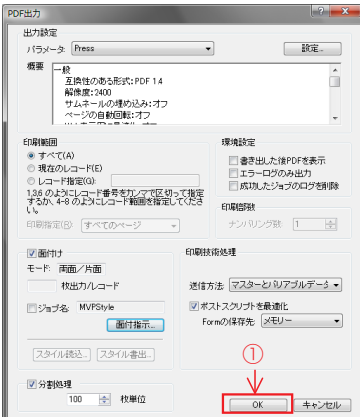 PDF出力
出力設定
パラメータ: Press
設定...
概要
一般
互換性のある形式: PDF 1.4
解像度: 2400
サムネールの埋め込み: オフ
ページの自動回転: オフ
印刷範囲
すべて(A)
現在のレコード(E)
レコード指定(G):
1,3,6 のようにレコード番号をカンマで区切って指定
するか、4-8 のようにレコード範囲を指定してくださ
い。
印刷指定(R): すべてのページ
環境設定
書き出した後PDFを表示
エラーログのみ出力
成功したジョブのログを削除
印刷部数
ナンバリング数: 1
面付け
モード: 両面／片面
枚出力/レコード
ジョブ名: MVPStyle
面付指示...
スタイル読込...
スタイル書出...
印刷技術処理
送信方法: マスターとバリアブルデータ
ポストスクリプトを最適化
Formの保存先: メモリー
分割処理
100 枚単位
①
OK
キャンセル